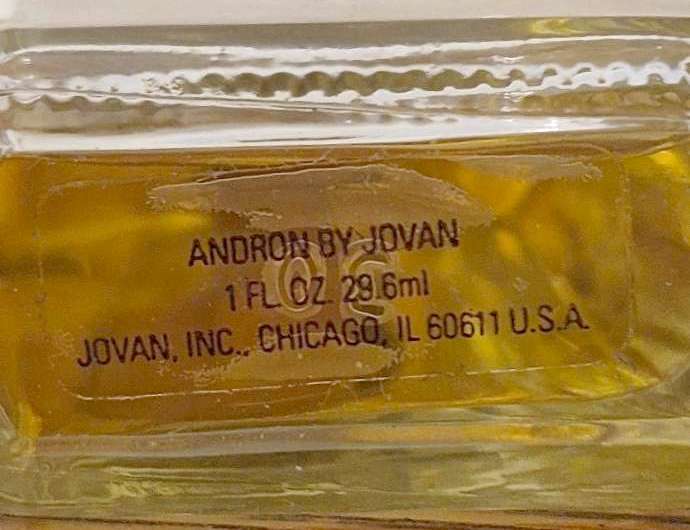 ANDRON BY JOVAN
1 FL. OZ. 29.6ml
JOVAN, INC., CHICAGO, IL 60611 U.S.A.